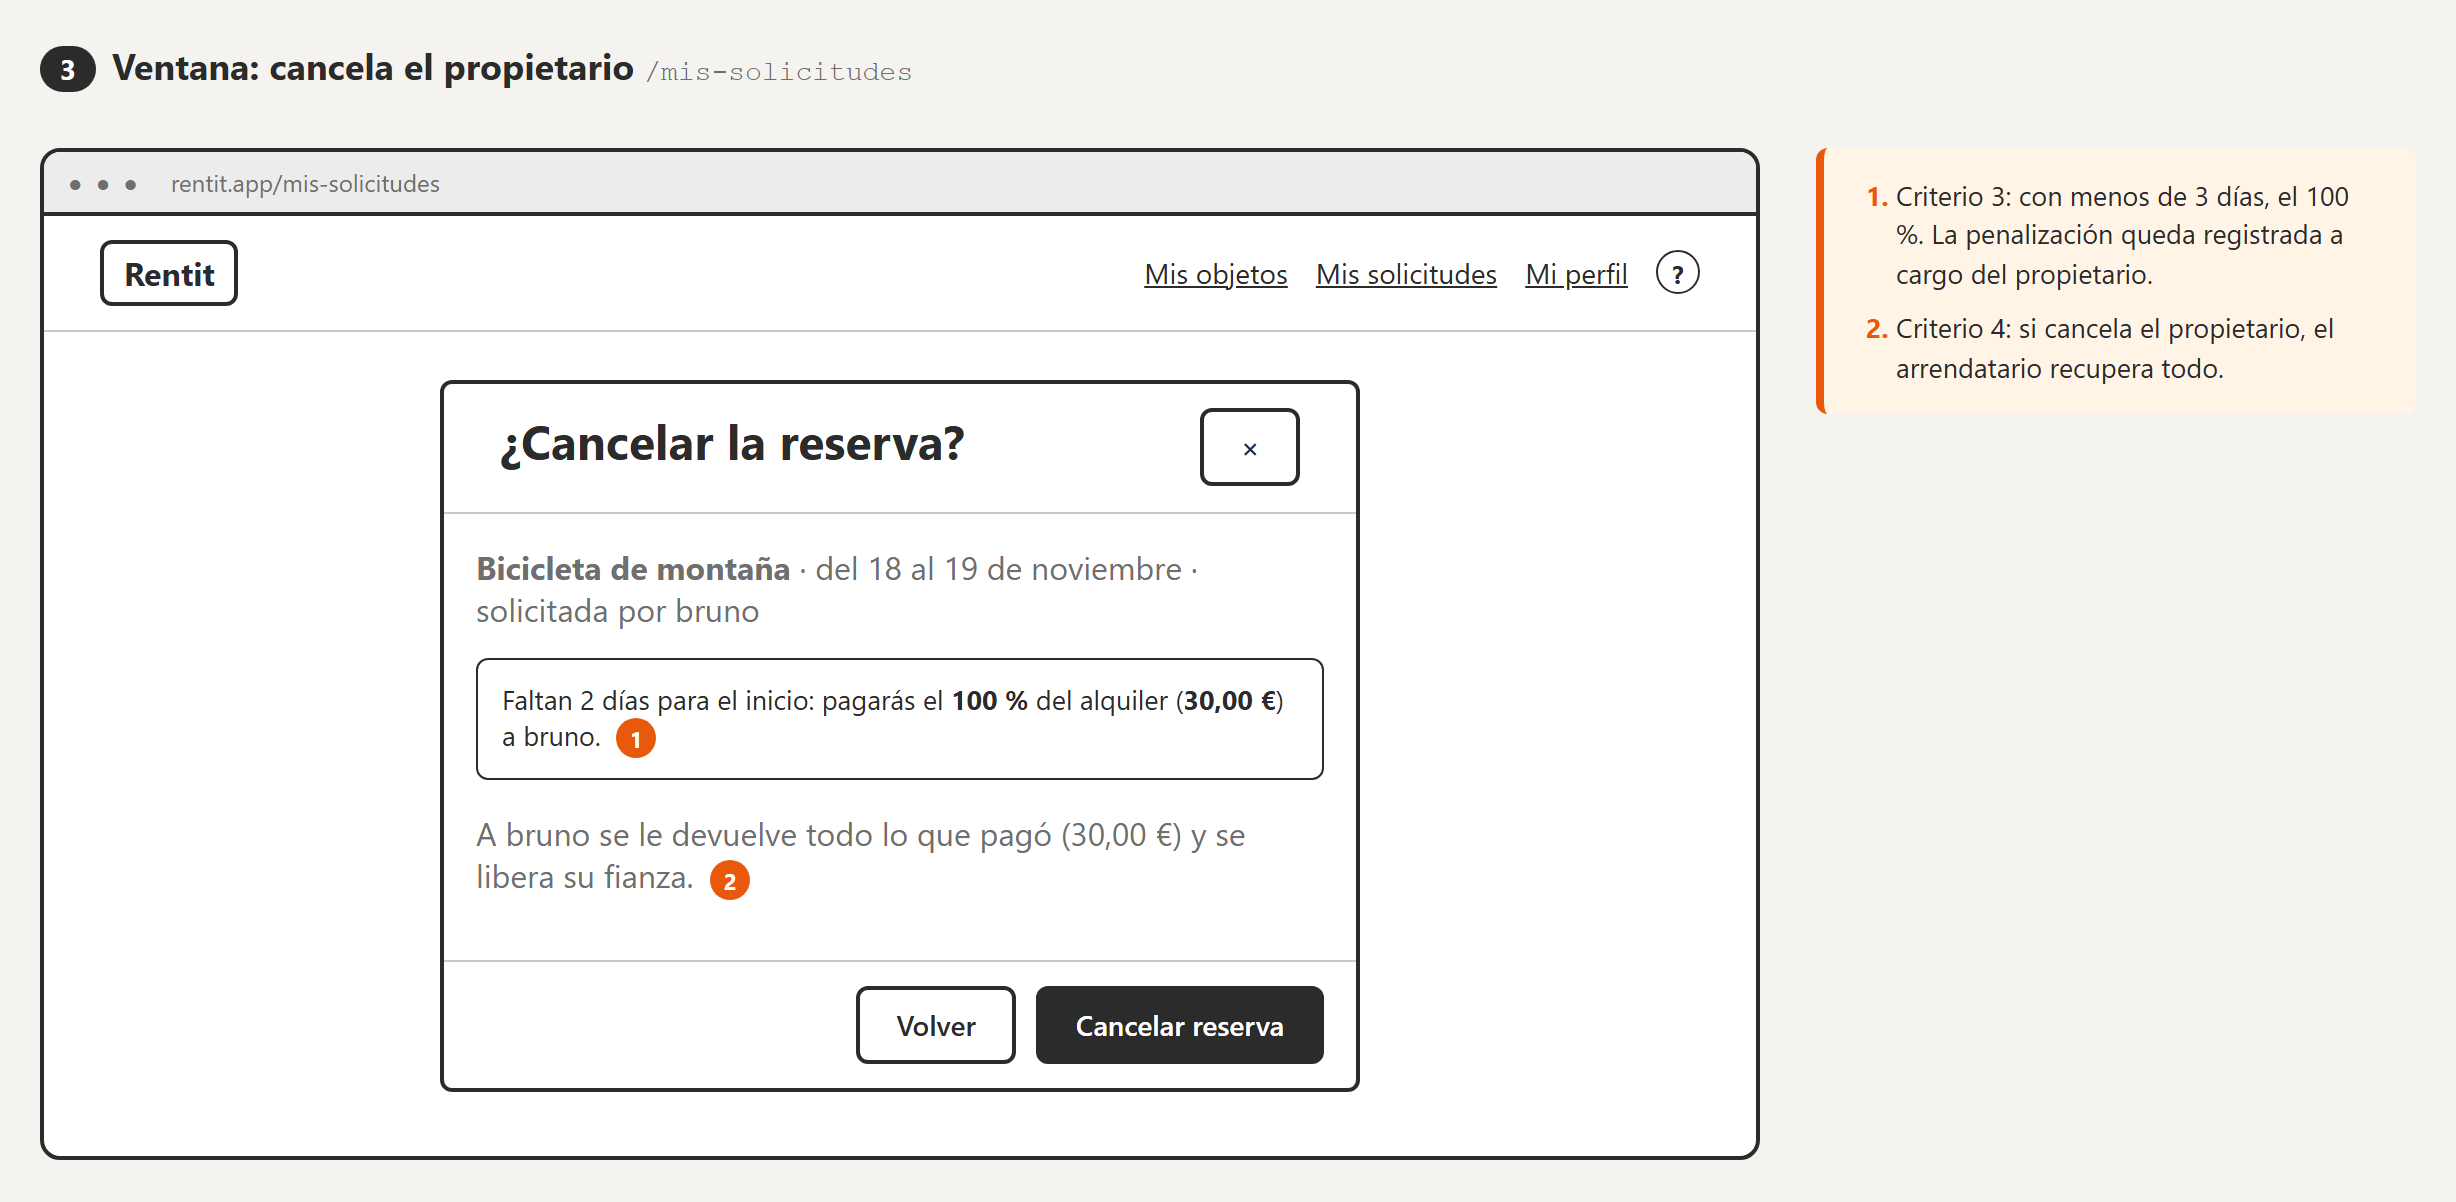 3 Ventana: cancela el propietario /mis-solicitudes
rentit.app/mis-solicitudes
Rentit
Mis objetos Mis solicitudes Mi perfil ?
¿Cancelar la reserva?
×
Bicicleta de montaña · del 18 al 19 de noviembre ·
solicitada por bruno
Faltan 2 días para el inicio: pagarás el 100 % del alquiler (30,00 €)
a bruno. 1
A bruno se le devuelve todo lo que pagó (30,00 €) y se
libera su fianza. 2
Volver
Cancelar reserva
1. Criterio 3: con menos de 3 días, el 100
%. La penalización queda registrada a
cargo del propietario.
2. Criterio 4: si cancela el propietario, el
arrendatario recupera todo.